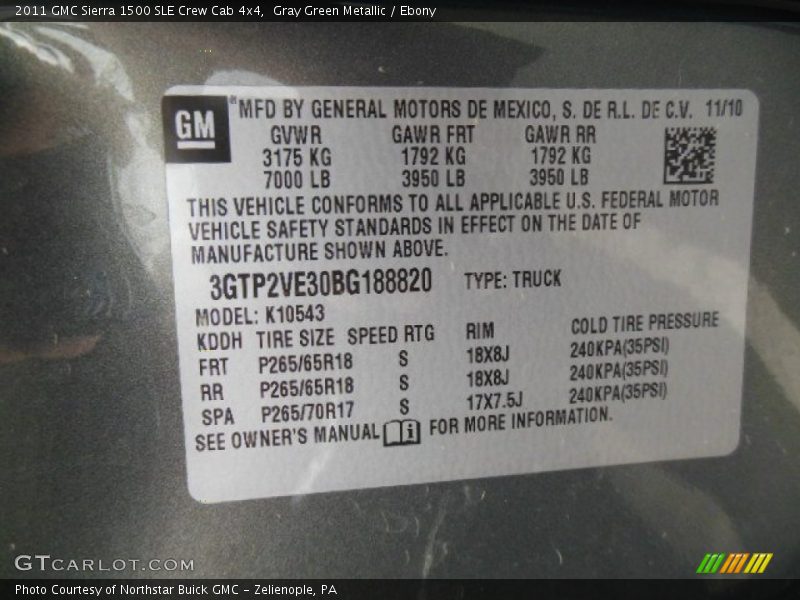 2011 GMC Sierra 1500 SLE Crew Cab 4x4,  Gray Green Metallic / Ebony
GM
MFD BY GENERAL MOTORS DE MEXICO, S. DE R.L. DE C.V. 11/10
GVWR GAWR FRT GAWR RR
3175 KG 1792 KG 1792 KG
7000 LB 3950 LB 3950 LB
THIS VEHICLE CONFORMS TO ALL APPLICABLE U.S. FEDERAL MOTOR
VEHICLE SAFETY STANDARDS IN EFFECT ON THE DATE OF
MANUFACTURE SHOWN ABOVE.
3GTP2VE30BG188820 TYPE: TRUCK
MODEL: K10543
KDDH TIRE SIZE SPEED RTG RIM COLD TIRE PRESSURE
FRT P265/65R18 S 18X8J 240KPA(35PSI)
RR P265/65R18 S 18X8J 240KPA(35PSI)
SPA P265/70R17 S 17X7.5J 240KPA(35PSI)
SEE OWNER'S MANUAL i FOR MORE INFORMATION.
GTCARLOT.COM
Photo Courtesy of Northstar Buick GMC - Zelienople, PA